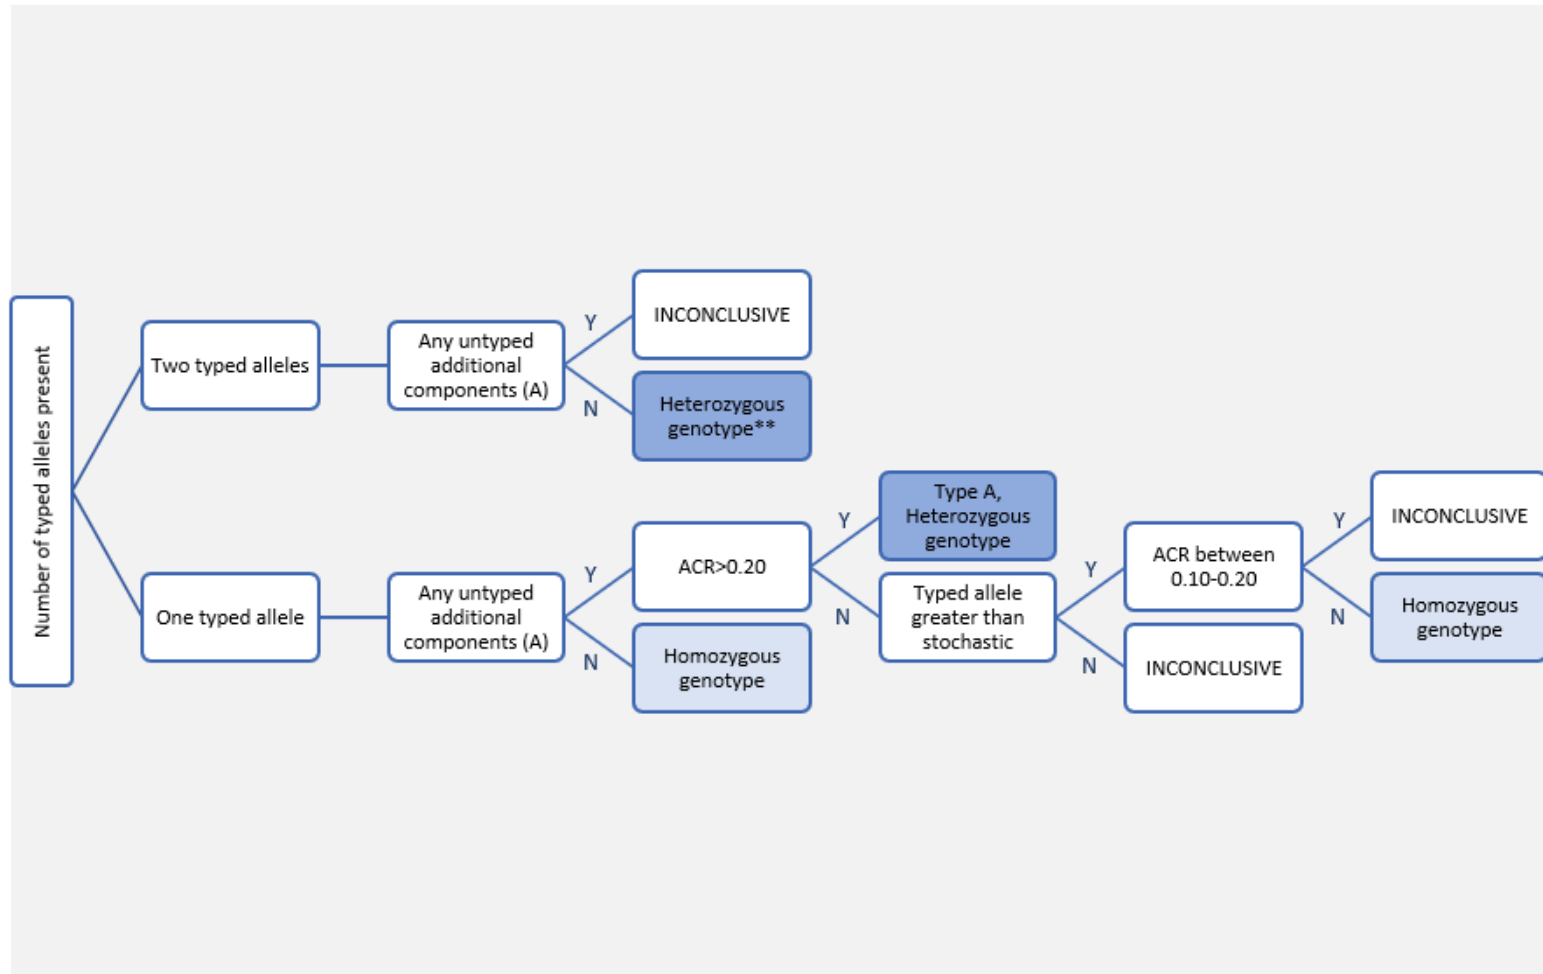 Number of typed alleles present
Two typed alleles
Any untyped
additional
components (A)
Y
INCONCLUSIVE
N
Heterozygous
genotype**
One typed allele
Any untyped
additional
components (A)
Y
ACR>0.20
N
Homozygous
genotype
Y
Type A,
Heterozygous
genotype
N
Typed allele
greater than
stochastic
Y
ACR between
0.10-0.20
N
INCONCLUSIVE
Y
INCONCLUSIVE
N
Homozygous
genotype